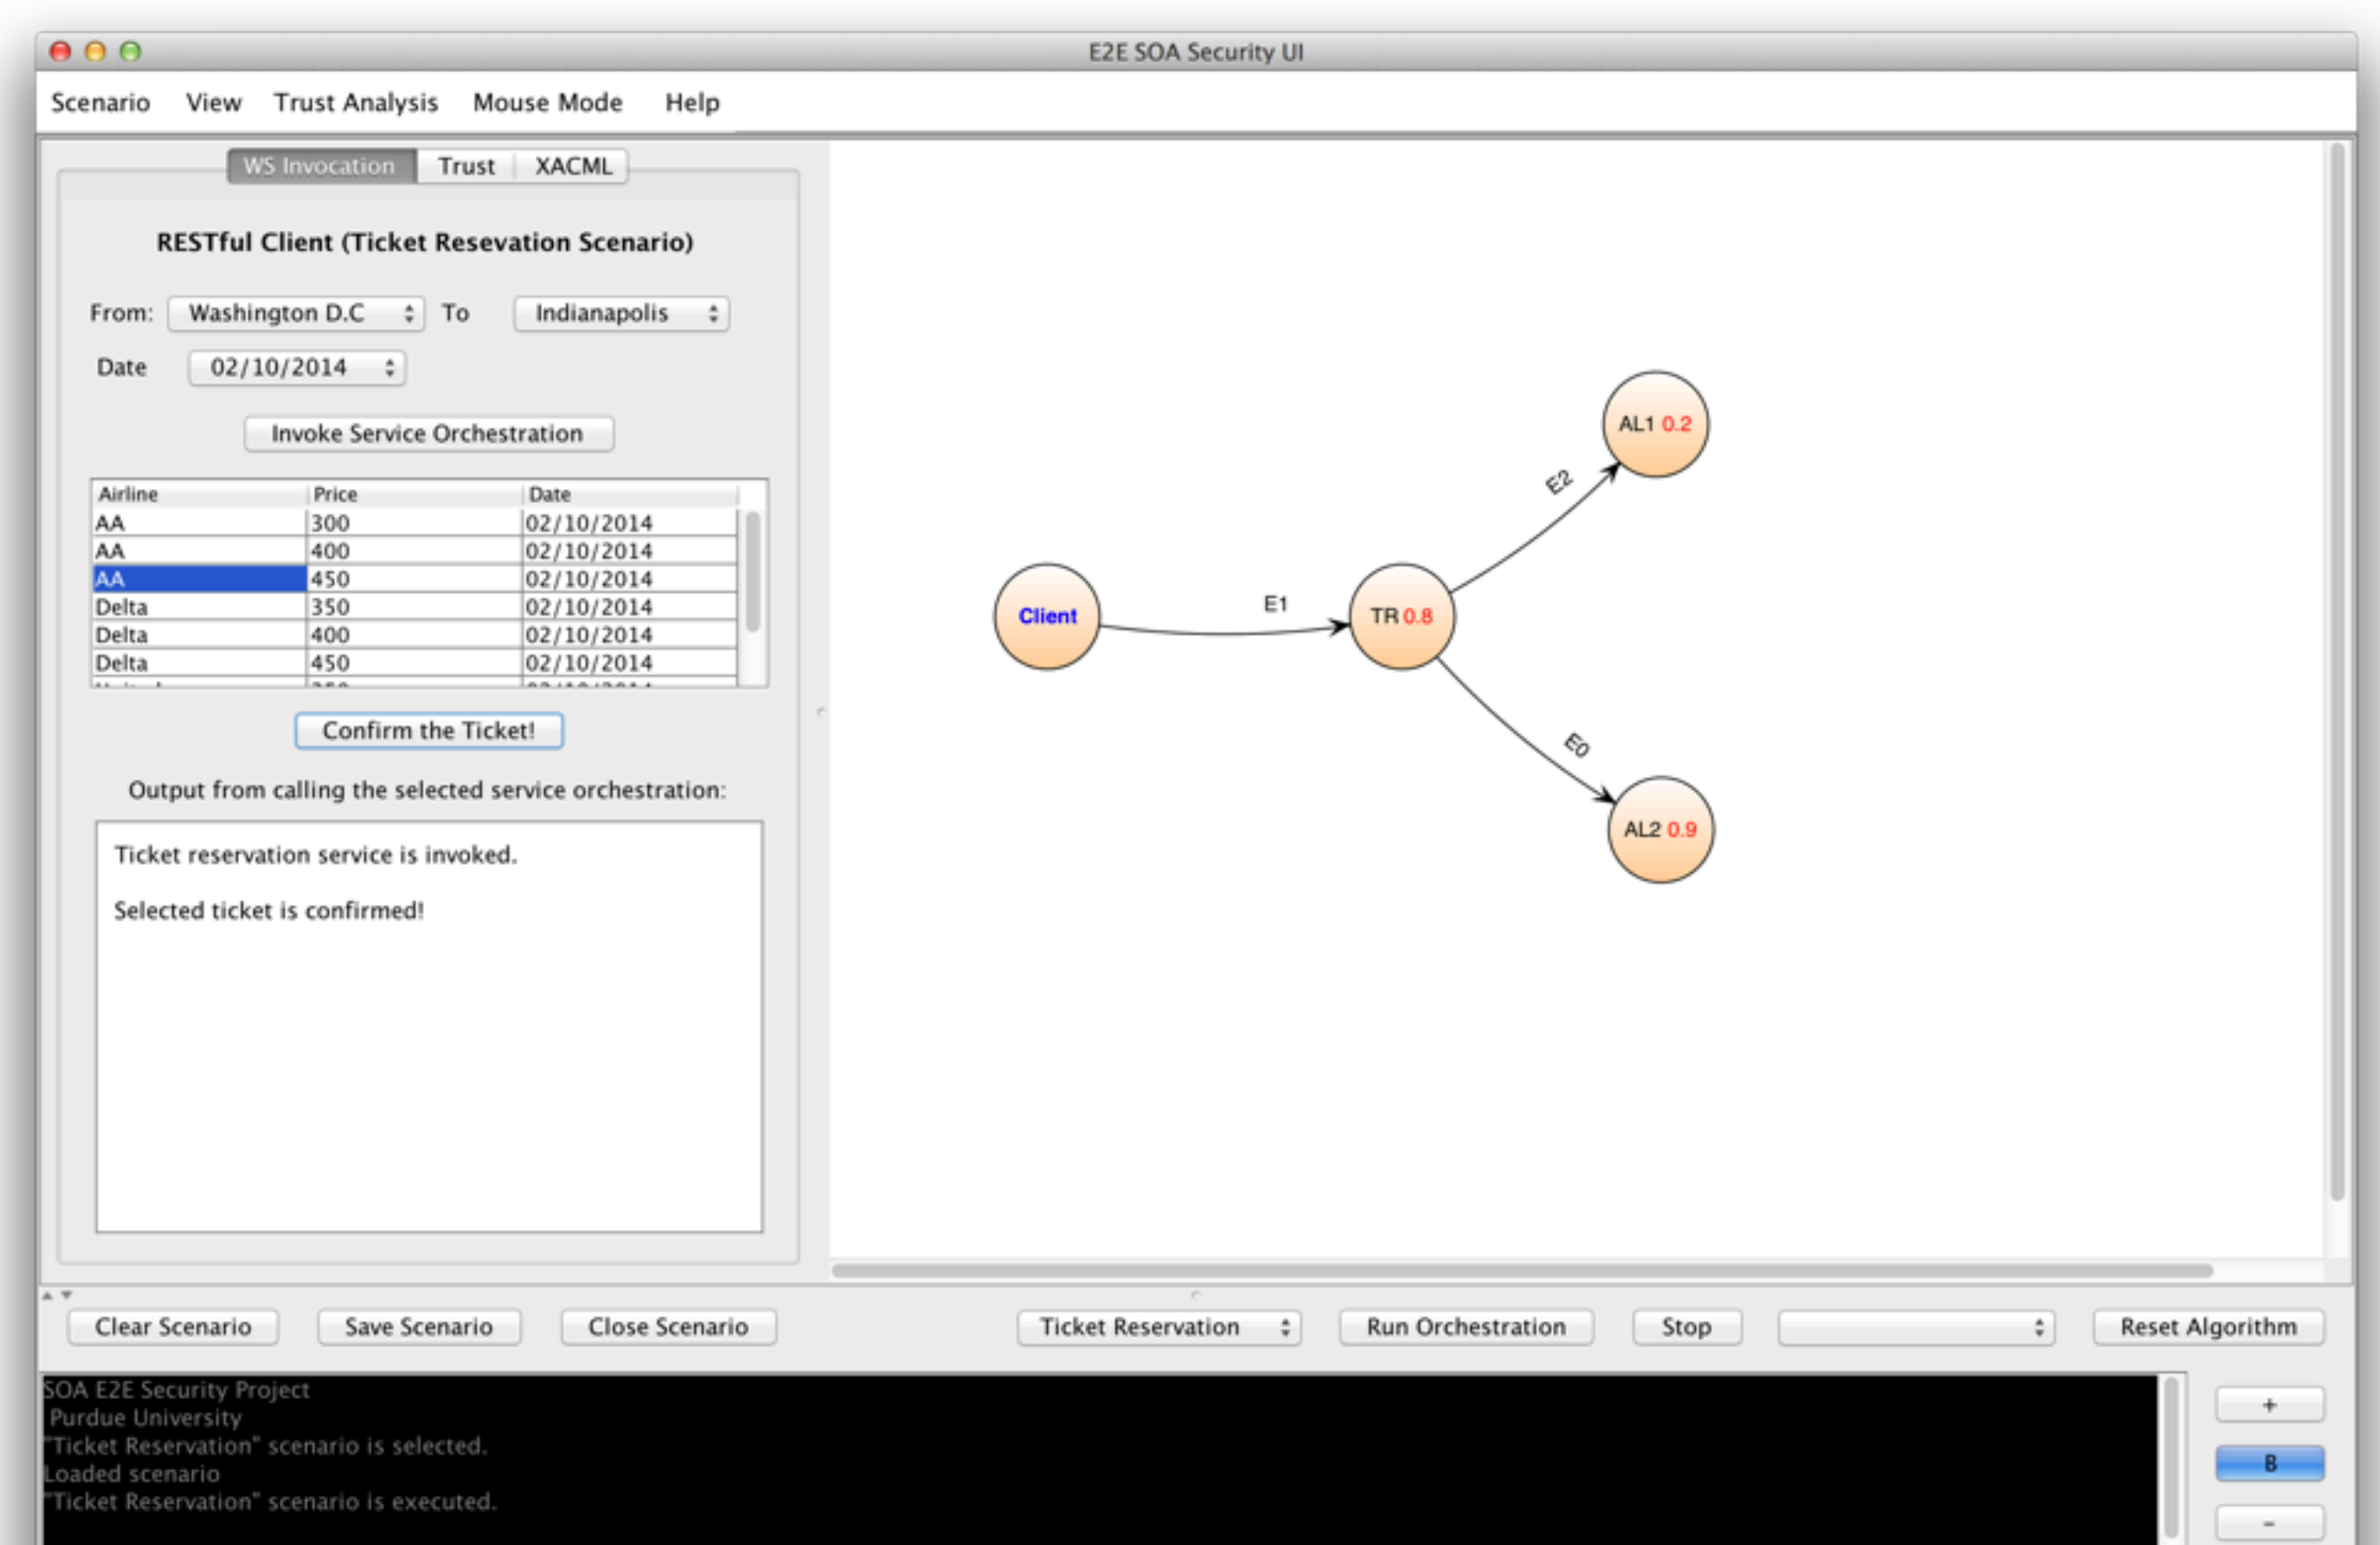 E2E SOA Security UI
Scenario View Trust Analysis Mouse Mode Help
WS Invocation Trust XACML
RESTful Client (Ticket Resevation Scenario)
From: Washington D.C To Indianapolis
Date 02/10/2014
Invoke Service Orchestration
Airline Price Date
AA 300 02/10/2014
AA 400 02/10/2014
AA 450 02/10/2014
Delta 350 02/10/2014
Delta 400 02/10/2014
Delta 450 02/10/2014
Confirm the Ticket!
Output from calling the selected service orchestration:
Ticket reservation service is invoked.
Selected ticket is confirmed!
AL1 0.2
E2
Client
E1
TR 0.8
E0
AL2 0.9
Clear Scenario Save Scenario Close Scenario Ticket Reservation Run Orchestration Stop Reset Algorithm
SOA E2E Security Project
Purdue University
"Ticket Reservation" scenario is selected.
Loaded scenario
"Ticket Reservation" scenario is executed.
+
B
-